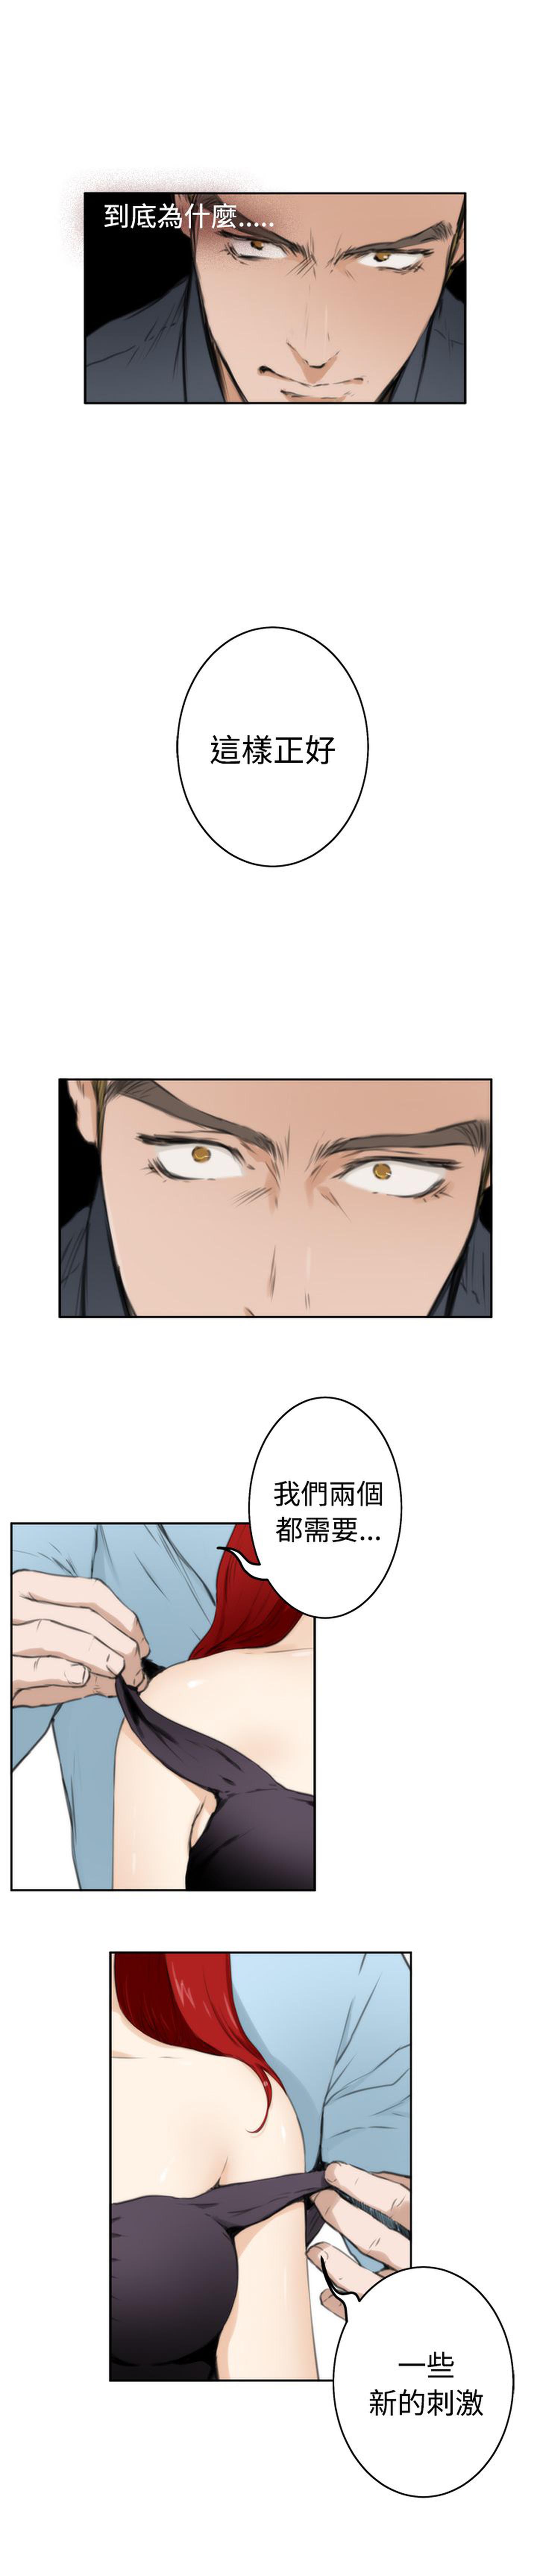 到底為什麼.....
這樣正好
我們兩個
都需要...
一些
新的刺激